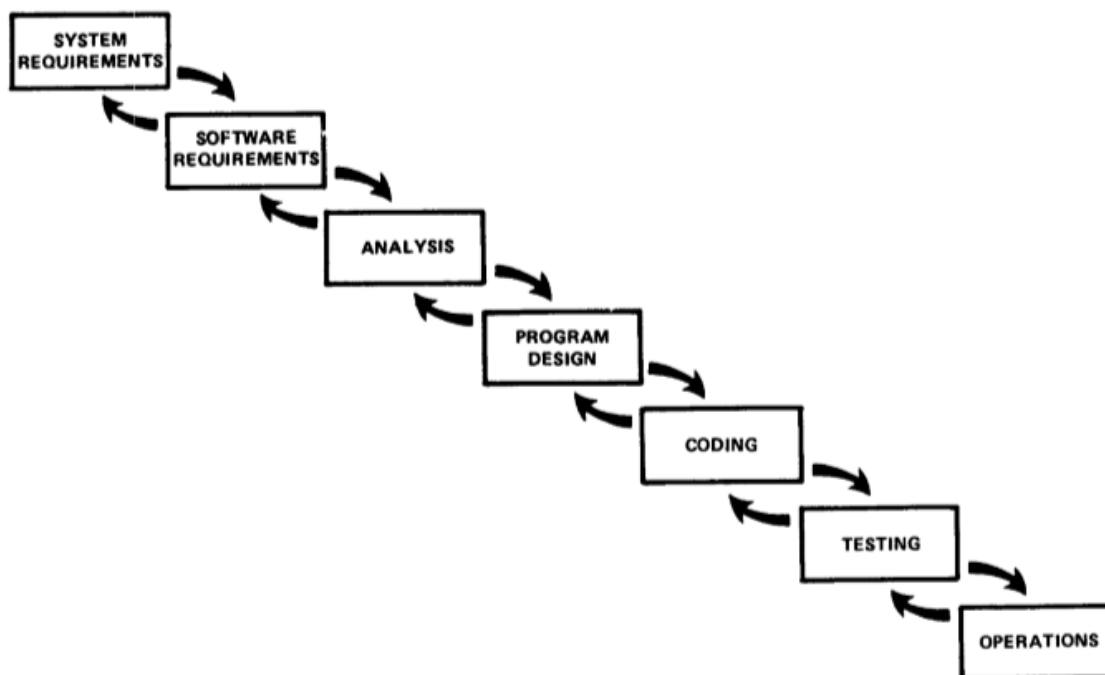 SYSTEM
REQUIREMENTS
SOFTWARE
REQUIREMENTS
ANALYSIS
PROGRAM
DESIGN
CODING
TESTING
OPERATIONS